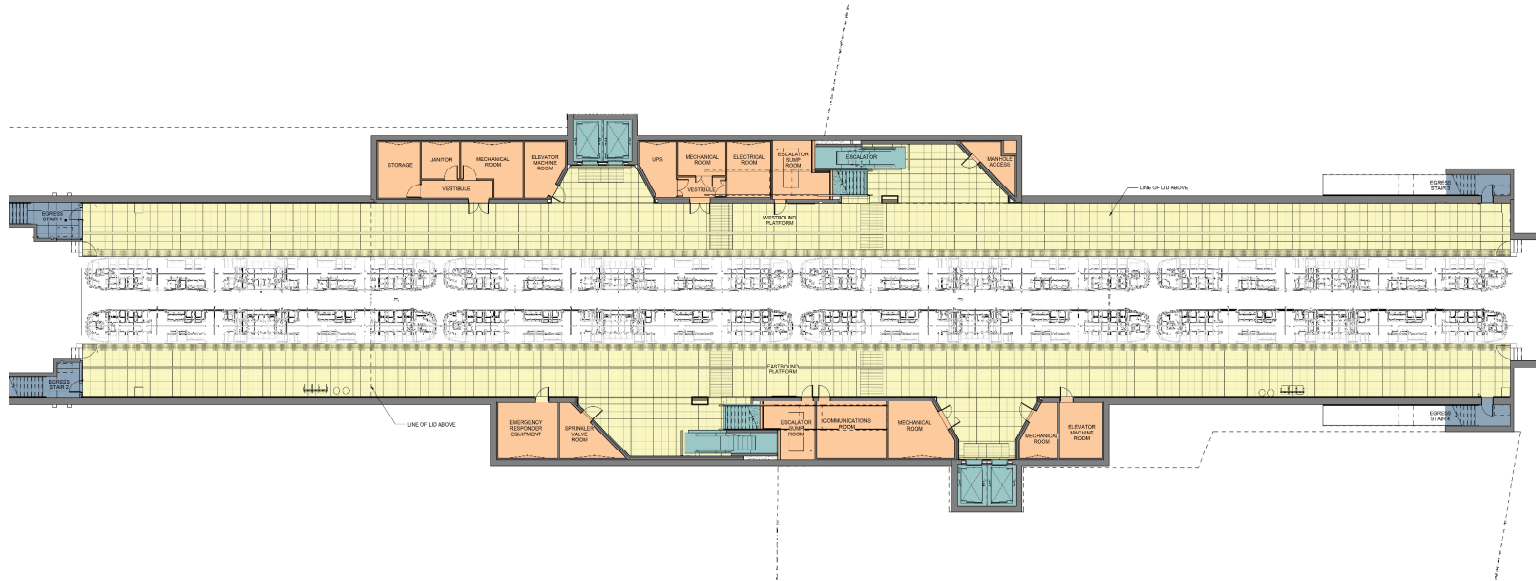 STORAGE
JANITOR
MECHANICAL
ROOM
VESTIBULE
ELEVATOR
MACHINE
ROOM
UPS
MECHANICAL
ROOM
VESTIBULE
ELECTRICAL
ROOM
ESCALATOR
SUMP
ROOM
ESCALATOR
MANHOLE
ACCESS
EGRESS
STAIR 1
WESTBOUND
PLATFORM
LINE OF LID ABOVE
EGRESS
STAIR 3
EGRESS
STAIR 2
EASTBOUND
PLATFORM
LINE OF LID ABOVE
EMERGENCY
RESPONDER
EQUIPMENT
SPRINKLER
VALVE
ROOM
ESCALATOR
SUMP
ROOM
COMMUNICATIONS
ROOM
MECHANICAL
ROOM
MECHANICAL
ROOM
ELEVATOR
MACHINE
ROOM
EGRESS
STAIR